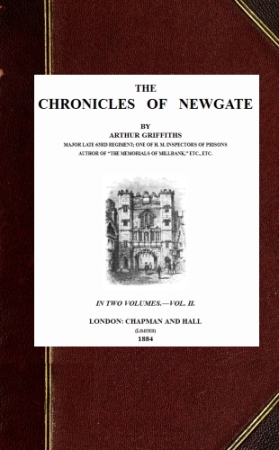 THE
CHRONICLES OF NEWGATE
BY
ARTHUR GRIFFITHS
MAJOR LATE 63RD REGIMENT; ONE OF H. M. INSPECTORS OF PRISONS
AUTHOR OF "THE MEMORIALS OF MILLBANK," ETC., ETC.
IN TWO VOLUMES.—VOL. II.
LONDON: CHAPMAN AND HALL
(LIMITED)
1884